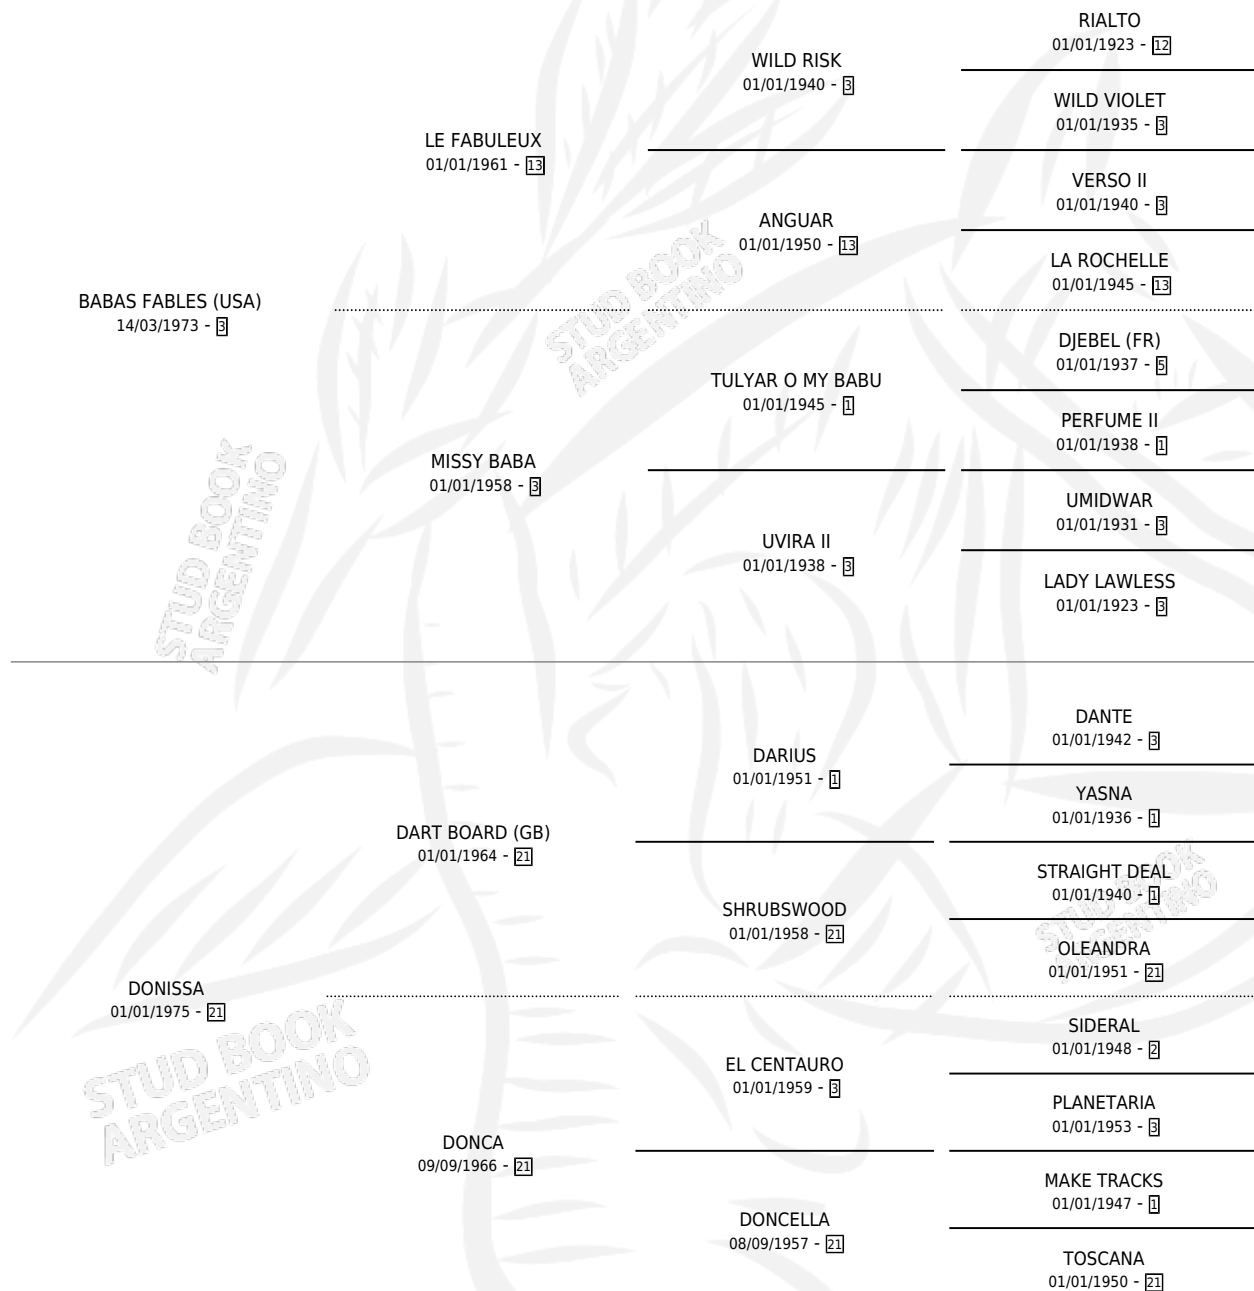 RIALTO
01/01/1923 - 12
WILD RISK
01/01/1940 - 3
WILD VIOLET
01/01/1935 - 3
LE FABULEUX
01/01/1961 - 13
VERSO II
01/01/1940 - 3
ANGUAR
01/01/1950 - 13
LA ROCHELLE
01/01/1945 - 13
BABAS FABLES (USA)
14/03/1973 - 3
DJEBEL (FR)
01/01/1937 - 5
TULYAR O MY BABU
01/01/1945 - 1
PERFUME II
01/01/1938 - 1
MISSY BABA
01/01/1958 - 3
UMIDWAR
01/01/1931 - 3
UVIRA II
01/01/1938 - 3
LADY LAWLESS
01/01/1923 - 3
DANTE
01/01/1942 - 3
DARIUS
01/01/1951 - 1
YASNA
01/01/1936 - 1
DART BOARD (GB)
01/01/1964 - 21
STRAIGHT DEAL
01/01/1940 - 1
SHRUBSWOOD
01/01/1958 - 21
OLEANDRA
01/01/1951 - 21
DONISSA
01/01/1975 - 21
SIDERAL
01/01/1948 - 2
EL CENTAURO
01/01/1959 - 3
PLANETARIA
01/01/1953 - 3
DONCA
09/09/1966 - 21
MAKE TRACKS
01/01/1947 - 1
DONCELLA
08/09/1957 - 21
TOSCANA
01/01/1950 - 21
STUD BOOK
ARGENTINO
STUD BOOK
ARGENTINO
STUD BOOK
ARGENTINO
STUD BOOK
ARGENTINO